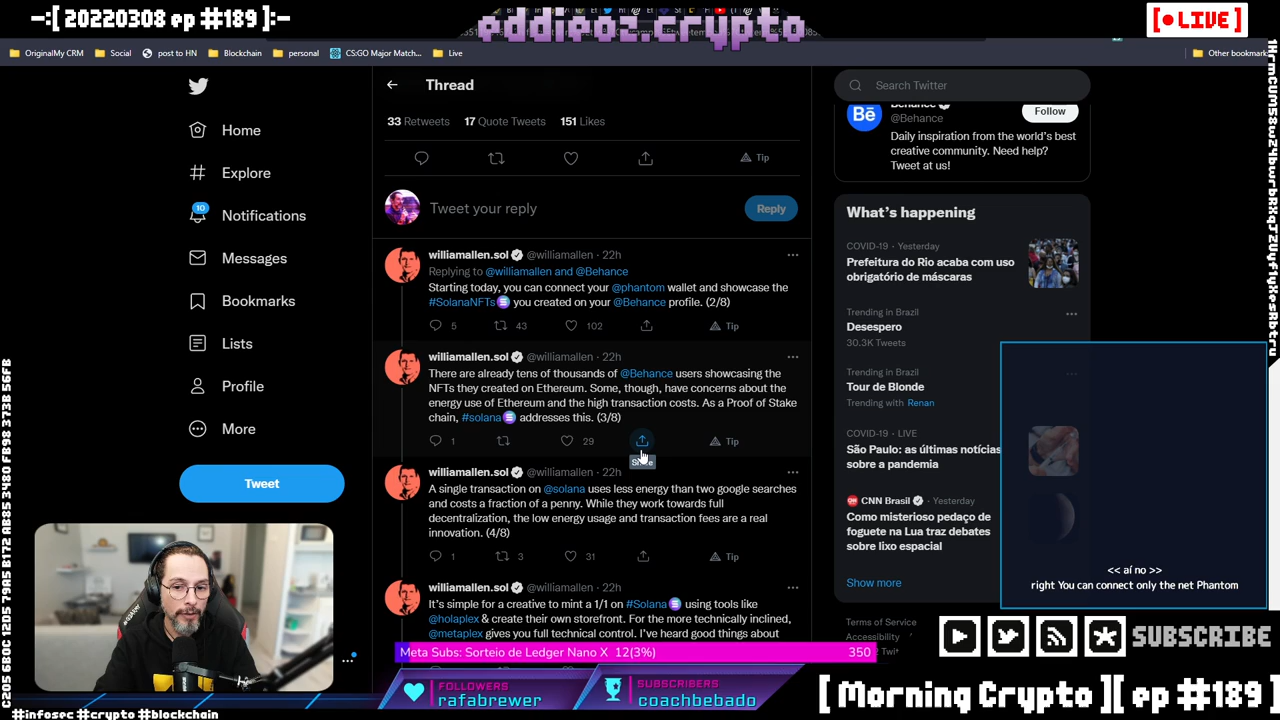 -:[ 20220308 ep #189 ]:-
eddieoz.crypto
[•LIVE]
OriginalMy CRM
Social
post to HN
Blockchain
personal
CS:GO Major Match...
Live
Other bookmark
Home
Explore
10
Notifications
Messages
Bookmarks
Lists
Profile
More
Tweet
Thread
33 Retweets 17 Quote Tweets 151 Likes
Tip
Tweet your reply
Reply
williamallen.sol @williamallen · 22h
Replying to @williamallen and @Behance
Starting today, you can connect your @phantom wallet and showcase the
#SolanaNFTs you created on your @Behance profile. (2/8)
5 43 102 Tip
williamallen.sol @williamallen · 22h
There are already tens of thousands of @Behance users showcasing the
NFTs they created on Ethereum. Some, though, have concerns about the
energy use of Ethereum and the high transaction costs. As a Proof of Stake
chain, #solana addresses this. (3/8)
1 29 Tip
williamallen.sol @williamallen · 22h
A single transaction on @solana uses less energy than two google searches
and costs a fraction of a penny. While they work towards full
decentralization, the low energy usage and transaction fees are a real
innovation. (4/8)
1 3 31 Tip
williamallen.sol @williamallen · 22h
It's simple for a creative to mint a 1/1 on #Solana using tools like
@holaplex & create their own storefront. For the more technically inclined,
@metaplex gives you full technical control. I've heard good things about
Search Twitter
Bē
Behance
@Behance
Follow
Daily inspiration from the world's best
creative community. Need help?
Tweet at us!
What's happening
COVID-19 · Yesterday
Prefeitura do Rio acaba com uso
obrigatório de máscaras
Trending in Brazil
Desespero
30.3K Tweets
Trending in Brazil
Tour de Blonde
Trending with Renan
COVID-19 · LIVE
São Paulo: as últimas notícias
sobre a pandemia
CNN Brasil · Yesterday
Como misterioso pedaço de
foguete na Lua traz debates
sobre lixo espacial
Show more
Terms of Service
Accessibility
<< aí no >>
right You can connect only the net Phantom
Meta Subs: Sorteio de Ledger Nano X 12(3%) 350
FOLLOWERS
rafabrewer
SUBSCRIBERS
coachbebado
SUBSCRIBE
[Morning Crypto][ep #189]
#infosec #crypto #blockchain